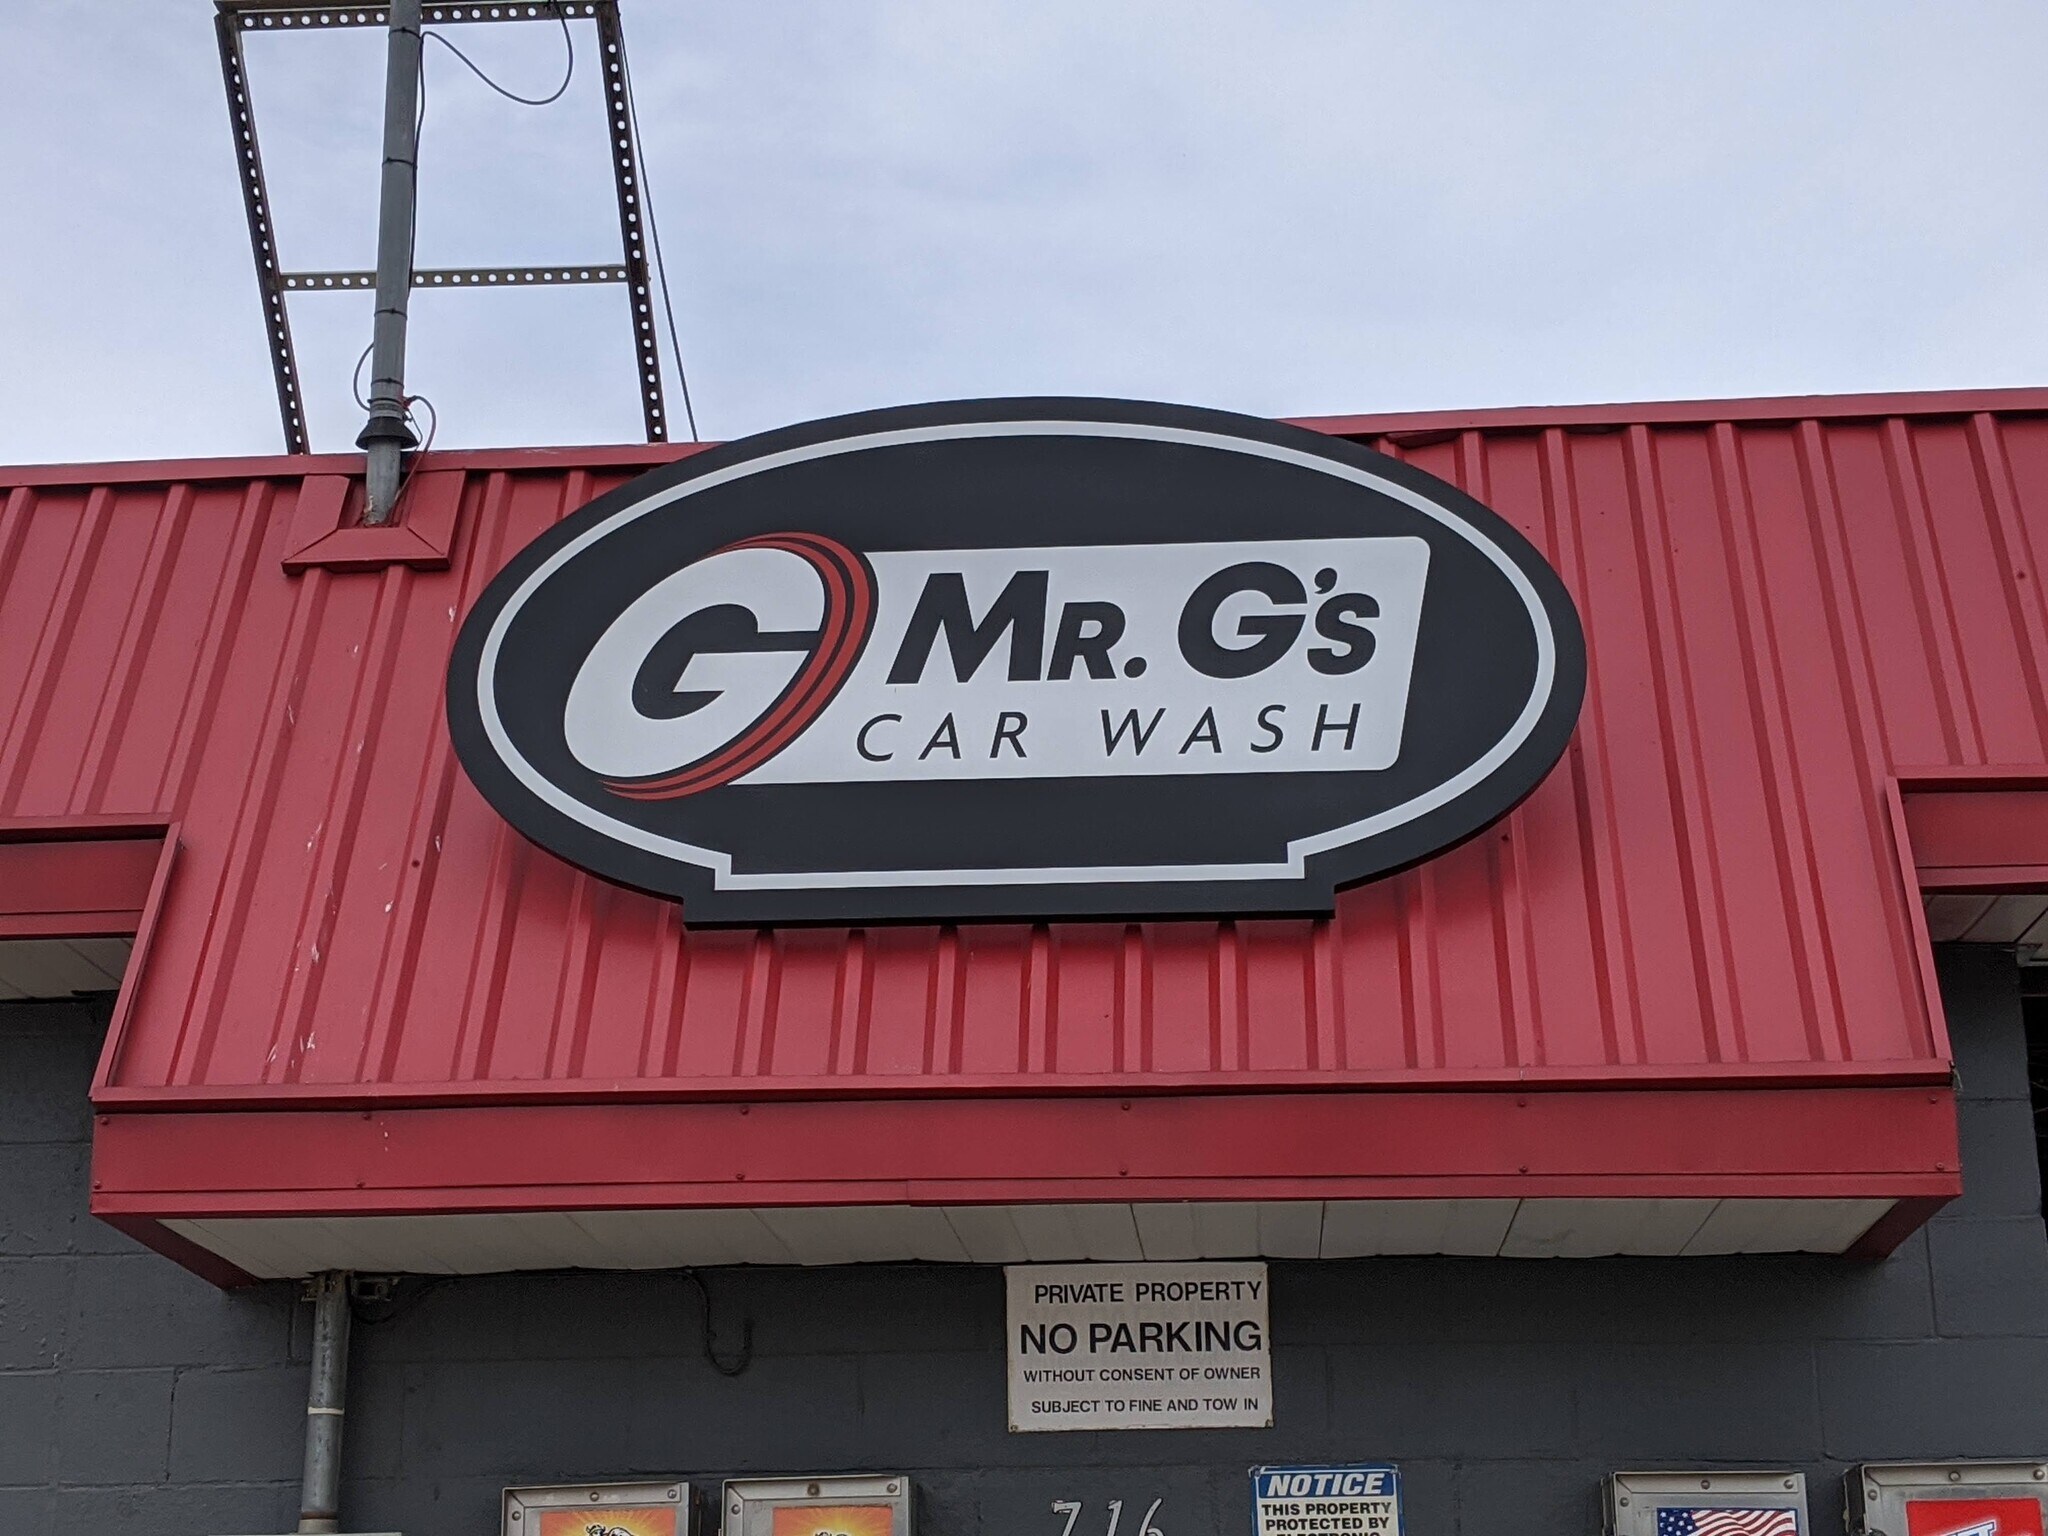 G
MR. G'S
CAR WASH
PRIVATE PROPERTY
NO PARKING
WITHOUT CONSENT OF OWNER
SUBJECT TO FINE AND TOW IN
716
NOTICE
THIS PROPERTY
PROTECTED BY
ELECTRONIC